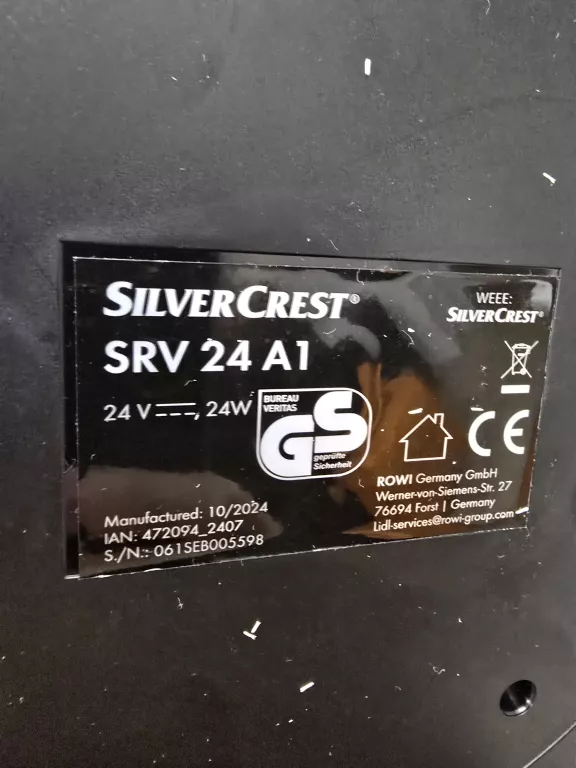 SILVERCREST®
WEEE:
SILVERCREST®
SRV 24 A1
24 V ⎓, 24W
BUREAU
VERITAS
GS
geprüfte
Sicherheit
CE
ROWI Germany GmbH
Werner-von-Siemens-Str. 27
76694 Forst | Germany
Lidl-services@rowi-group.com
Manufactured: 10/2024
IAN: 472094_2407
S./N.: 061SEB005598